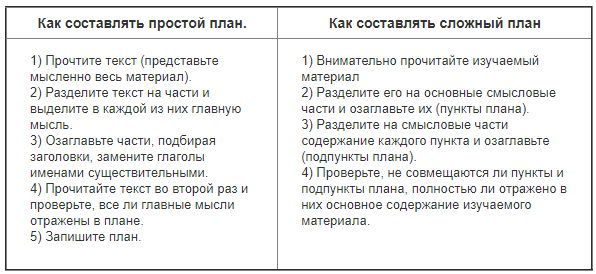 Как составлять простой план.
1) Прочтите текст (представьте
мысленно весь материал).
2) Разделите текст на части и
выделите в каждой из них главную
мысль.
3) Озаглавьте части, подбирая
заголовки, замените глаголы
именами существительными.
4) Прочитайте текст во второй раз и
проверьте, все ли главные мысли
отражены в плане.
5) Запишите план.
Как составлять сложный план
1) Внимательно прочитайте изучаемый
материал
2) Разделите его на основные смысловые
части и озаглавьте их (пункты плана).
3) Разделите на смысловые части
содержание каждого пункта и озаглавьте
(подпункты плана).
4) Проверьте, не совмещаются ли пункты и
подпункты плана, полностью ли отражено в
них основное содержание изучаемого
материала.